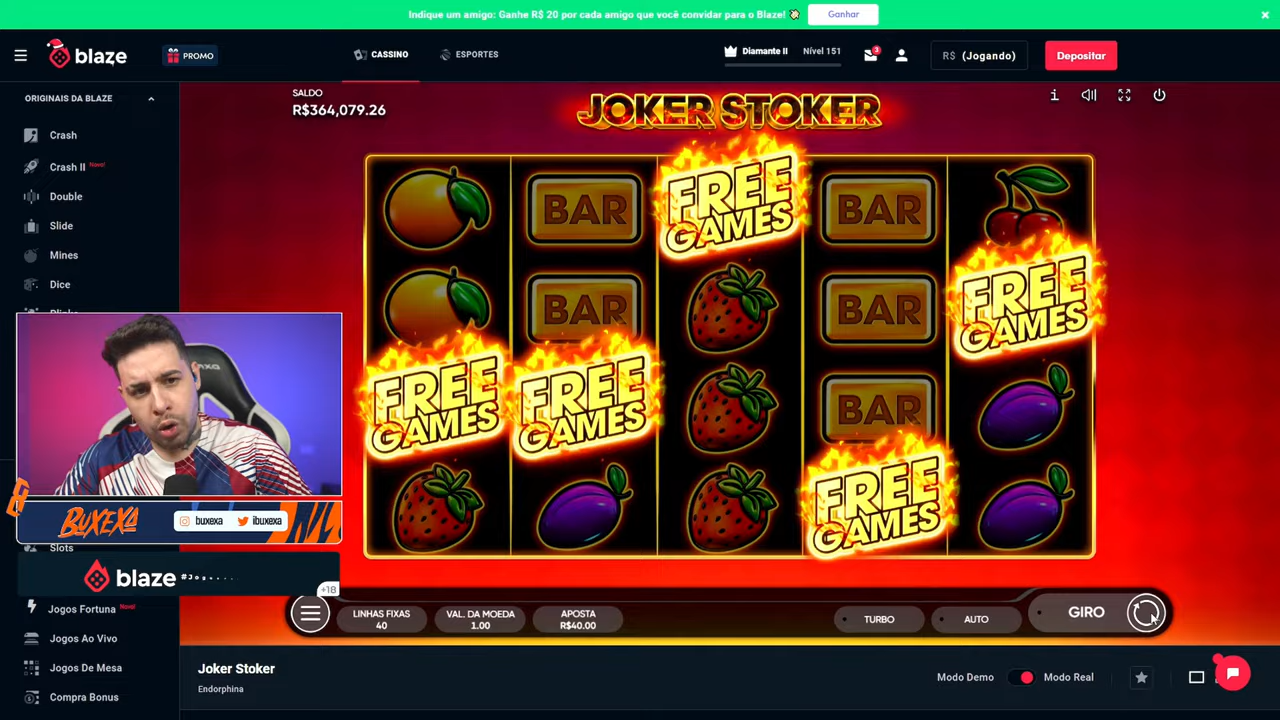 Indique um amigo: Ganhe R$ 20 por cada amigo que você convidar para o Blaze!
Ganhar
blaze
PROMO
CASSINO
ESPORTES
Diamante II
Nível 151
3
R$ (Jogando)
Depositar
ORIGINAIS DA BLAZE
Crash
Crash II Novo!
Double
Slide
Mines
Dice
SALDO
R$364,079.26
JOKER STOKER
BAR
BAR
FREE GAMES
BAR
BAR
FREE GAMES
BAR
FREE GAMES
FREE GAMES
BAR
FREE GAMES
BUXEXA
buxexa
ibuxexa
Slots
blaze
+18
Jogos Fortuna Novo!
Jogos Ao Vivo
Jogos De Mesa
Compra Bonus
LINHAS FIXAS
40
VAL. DA MOEDA
1.00
APOSTA
R$40.00
TURBO
AUTO
GIRO
Joker Stoker
Endorphina
Modo Demo
Modo Real